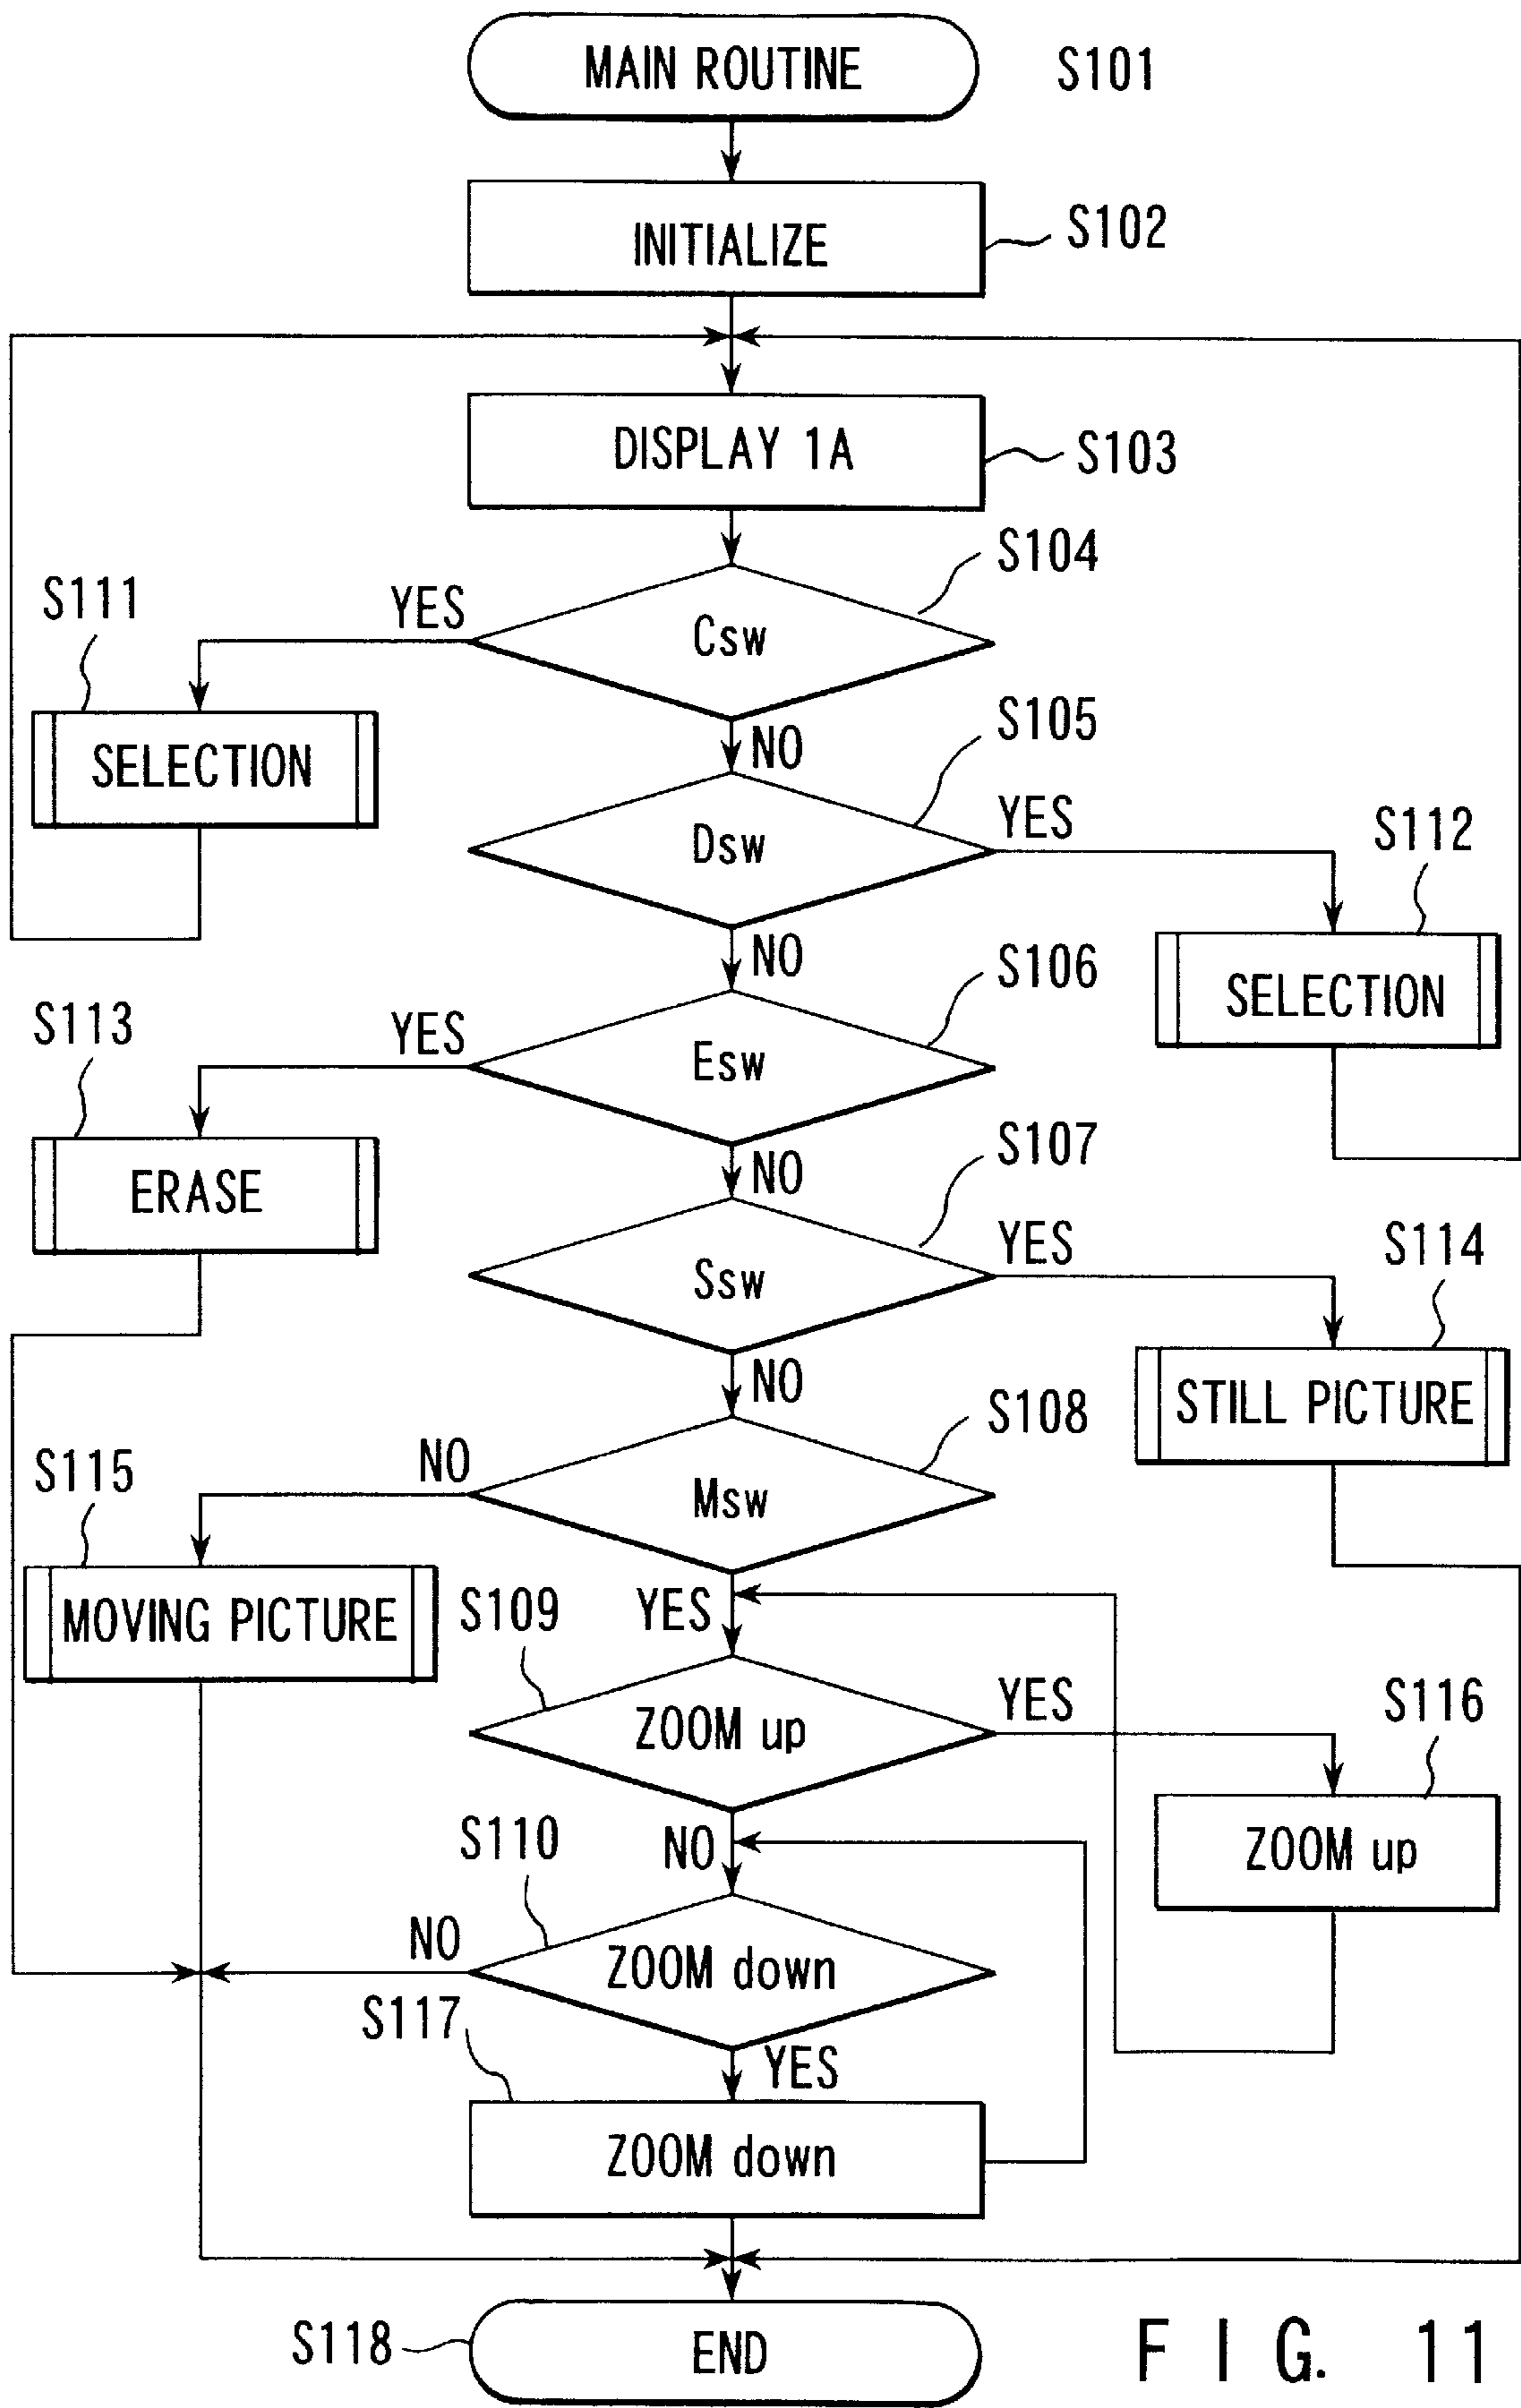 MAIN ROUTINE
S101
INITIALIZE
S102
DISPLAY 1A
S103
S104
Csw
YES
S111
SELECTION
NO
S105
Dsw
YES
S112
SELECTION
NO
S106
Esw
YES
S113
ERASE
NO
S107
Ssw
YES
S114
STILL PICTURE
NO
S108
Msw
NO
S115
MOVING PICTURE
YES
S109
ZOOM up
YES
S116
ZOOM up
NO
S110
ZOOM down
NO
YES
S117
ZOOM down
S118
END
FIG. 11